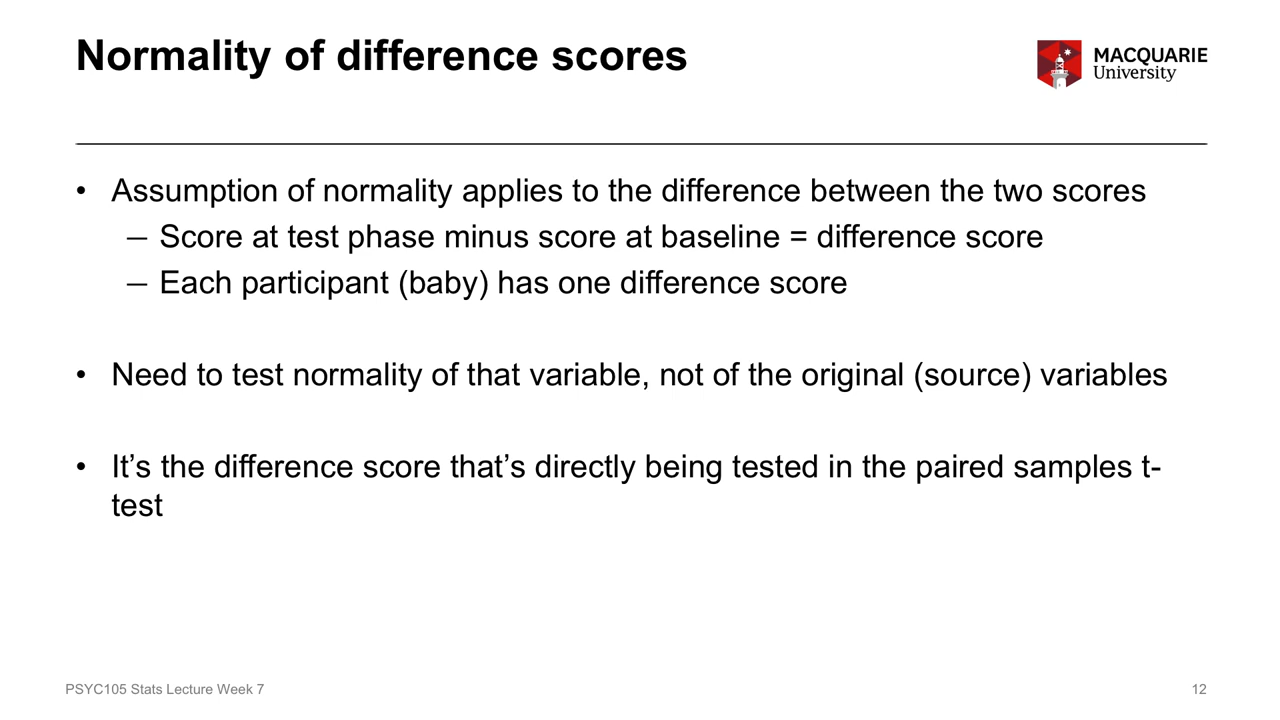 Normality of difference scores
MACQUARIE
University
• Assumption of normality applies to the difference between the two scores
– Score at test phase minus score at baseline = difference score
– Each participant (baby) has one difference score
• Need to test normality of that variable, not of the original (source) variables
• It’s the difference score that’s directly being tested in the paired samples t-
test
PSYC105 Stats Lecture Week 7
12